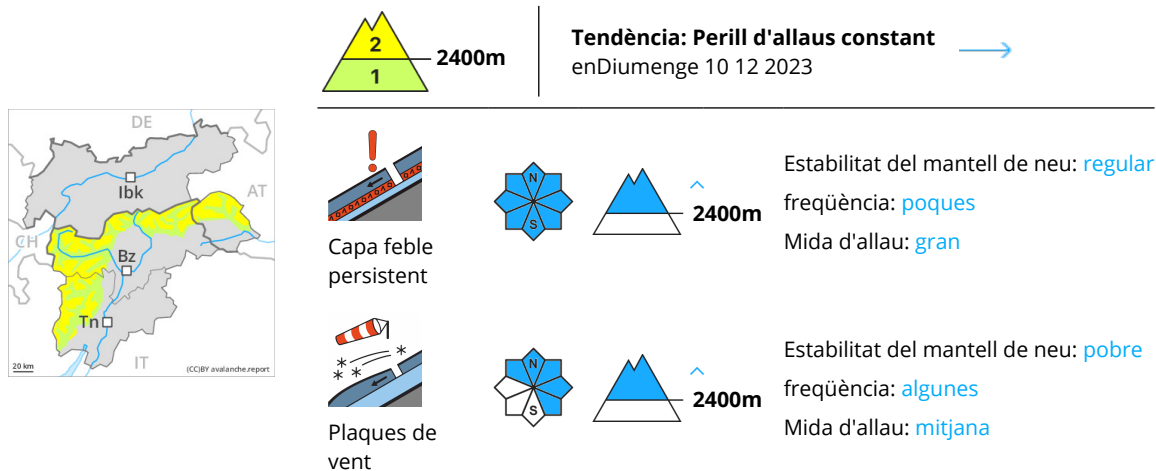 2
1
2400m
Tendència: Perill d'allaus constant
enDiumenge 10 12 2023
DE
Ibk
AT
CH
Bz
Tn
IT
20 km
(CC)BY avalanche.report
Capa feble
persistent
N
S
2400m
Estabilitat del mantell de neu: regular
freqüència: poques
Mida d'allau: gran
Plaques de
vent
N
S
2400m
Estabilitat del mantell de neu: pobre
freqüència: algunes
Mida d'allau: mitjana